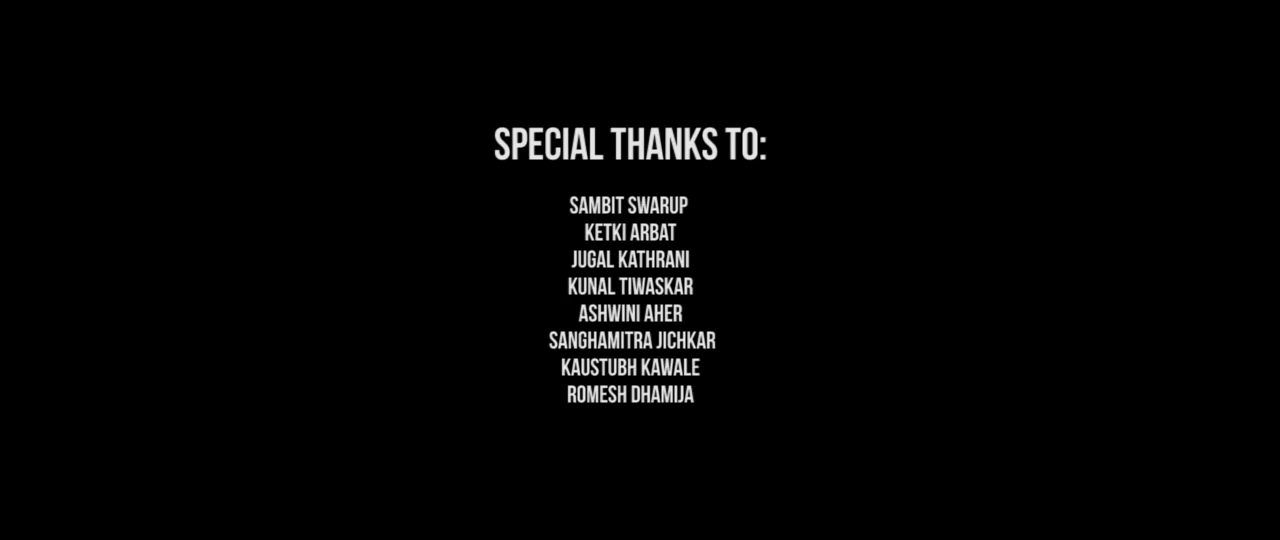 SPECIAL THANKS TO:
SAMBIT SWARUP
KETKI ARBAT
JUGAL KATHRANI
KUNAL TIWASKAR
ASHWINI AHER
SANGHAMITRA JICHKAR
KAUSTUBH KAWALE
ROMESH DHAMIJA